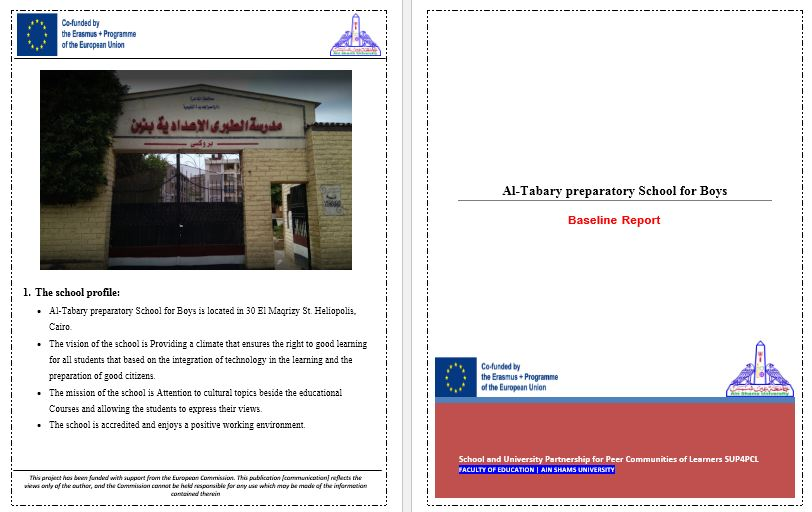 Co-funded by
the Erasmus + Programme
of the European Union
Ain Shams University
مدرسة الطبرى الإعدادية بنين
بروكسى
1. The school profile:
• Al-Tabary preparatory School for Boys is located in 30 El Maqrizy St. Heliopolis,
Cairo.
• The vision of the school is Providing a climate that ensures the right to good learning
for all students that based on the integration of technology in the learning and the
preparation of good citizens.
• The mission of the school is Attention to cultural topics beside the educational
Courses and allowing the students to express their views.
• The school is accredited and enjoys a positive working environment.
This project has been funded with support from the European Commission. This publication [communication] reflects the
views only of the author, and the Commission cannot be held responsible for any use which may be made of the information
contained therein
Al-Tabary preparatory School for Boys
Baseline Report
Co-funded by
the Erasmus + Programme
of the European Union
Ain Shams University
School and University Partnership for Peer Communities of Learners SUP4PCL
FACULTY OF EDUCATION | AIN SHAMS UNIVERSITY